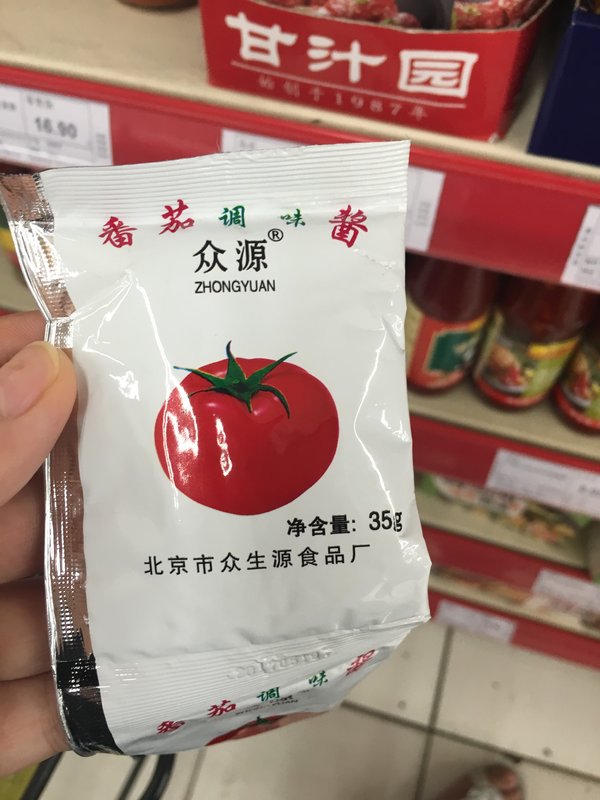 甘汁园
始创于1987年
16.90
番茄调味酱
众源®
ZHONGYUAN
净含量: 35g
北京市众生源食品厂
番茄调味酱
ZHONGYUAN